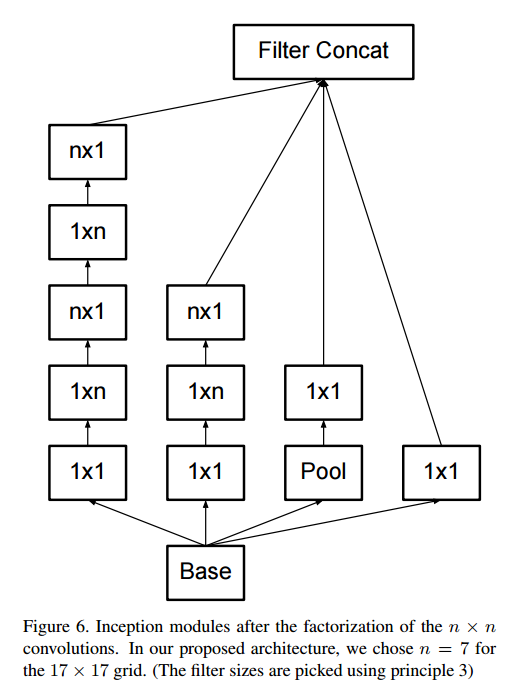 Filter Concat
nx1
1xn
nx1
nx1
1xn
1xn
1x1
1x1
1x1
Pool
1x1
Base
Figure 6. Inception modules after the factorization of the n × n
convolutions. In our proposed architecture, we chose n = 7 for
the 17 × 17 grid. (The filter sizes are picked using principle 3)